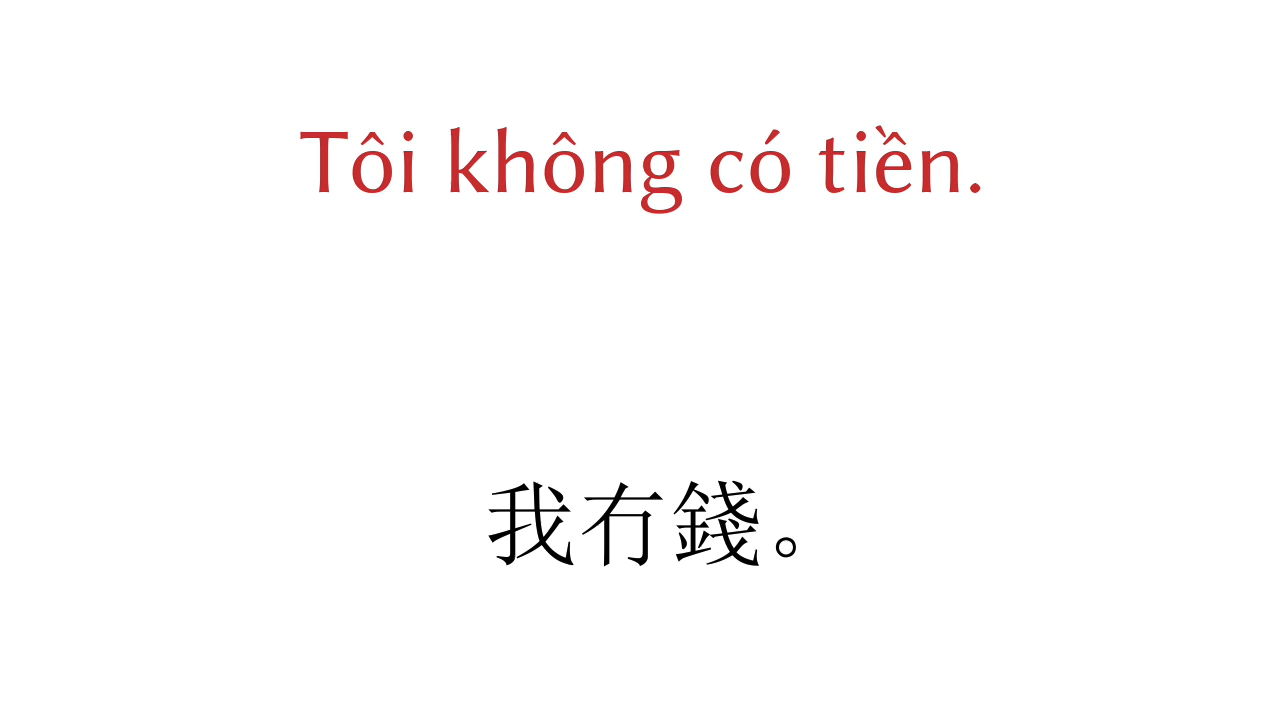 Tôi không có tiền.
我冇錢。